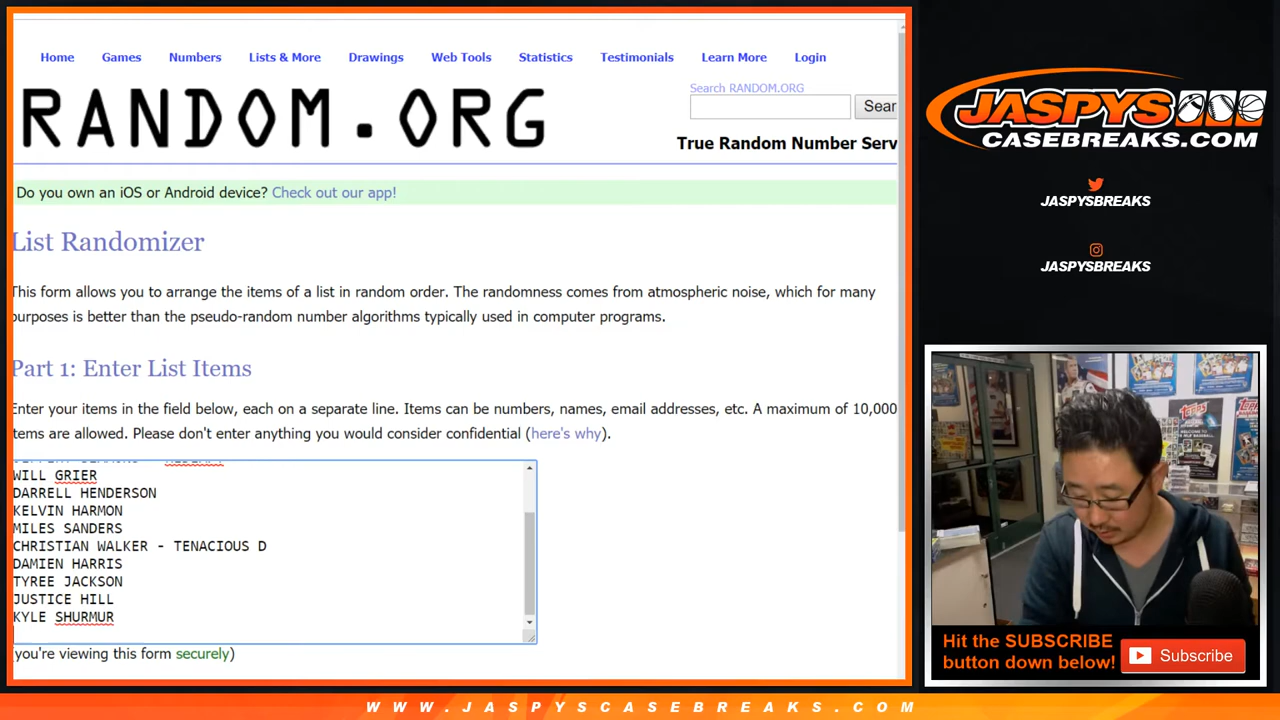 Home Games Numbers Lists & More Drawings Web Tools Statistics Testimonials Learn More Login
RANDOM.ORG
Search RANDOM.ORG
Sear
True Random Number Serv
Do you own an iOS or Android device? Check out our app!
List Randomizer
This form allows you to arrange the items of a list in random order. The randomness comes from atmospheric noise, which for many
purposes is better than the pseudo-random number algorithms typically used in computer programs.
Part 1: Enter List Items
Enter your items in the field below, each on a separate line. Items can be numbers, names, email addresses, etc. A maximum of 10,000
items are allowed. Please don't enter anything you would consider confidential (here's why).
WILL GRIER
DARRELL HENDERSON
KELVIN HARMON
MILES SANDERS
CHRISTIAN WALKER - TENACIOUS D
DAMIEN HARRIS
TYREE JACKSON
JUSTICE HILL
KYLE SHURMUR
you're viewing this form securely)
JASPYS
CASEBREAKS.COM
JASPYSBREAKS
JASPYSBREAKS
Topps
Hit the SUBSCRIBE
button down below!
Subscribe
WWW.JASPYSCASEBREAKS.COM